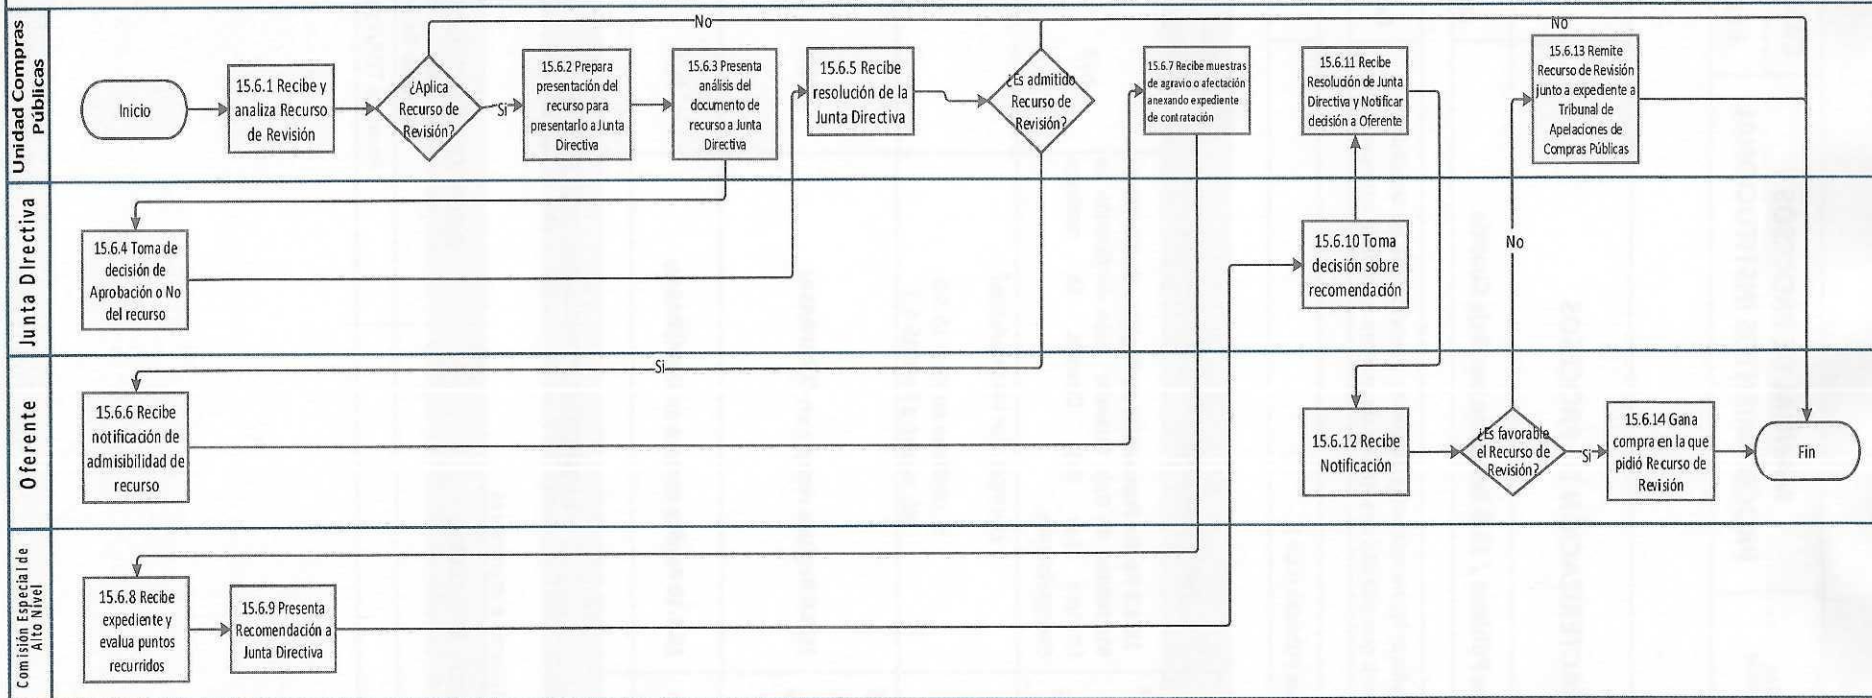 Unidad Compras
Públicas
Inicio
15.6.1 Recibe y
analiza Recurso
de Revisión
¿Aplica
Recurso de
Revisión?
No
Si
15.6.2 Prepara
presentación del
recurso para
presentarlo a Junta
Directiva
15.6.3 Presenta
análisis del
documento de
recurso a Junta
Directiva
15.6.5 Recibe
resolución de la
Junta Directiva
¿Es admitido
Recurso de
Revisión?
No
15.6.7 Recibe muestras
de agravio o afectación
anexando expediente
de contratación
15.6.11 Recibe
Resolución de Junta
Directiva y Notificar
decisión a Oferente
15.6.13 Remite
Recurso de Revisión
junto a expediente a
Tribunal de
Apelaciones de
Compras Públicas
Junta Directiva
15.6.4 Toma de
decisión de
Aprobación o No
del recurso
15.6.10 Toma
decisión sobre
recomendación
No
Oferente
Si
15.6.6 Recibe
notificación de
admisibilidad de
recurso
15.6.12 Recibe
Notificación
¿Es favorable
el Recurso de
Revisión?
Si
15.6.14 Gana
compra en la que
pidió Recurso de
Revisión
Fin
Comisión Especial de
Alto Nivel
15.6.8 Recibe
expediente y
evalua puntos
recurridos
15.6.9 Presenta
Recomendación a
Junta Directiva